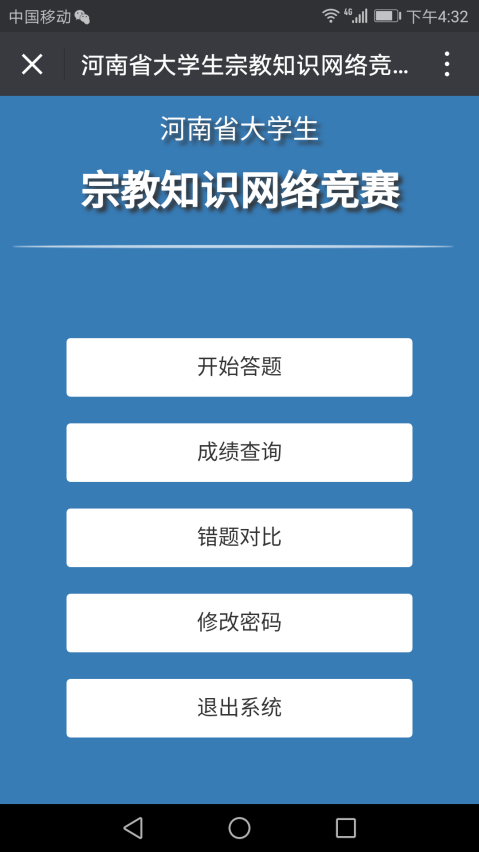 中国移动 4G 下午4:32
河南省大学生宗教知识网络竞...
河南省大学生
宗教知识网络竞赛
开始答题
成绩查询
错题对比
修改密码
退出系统